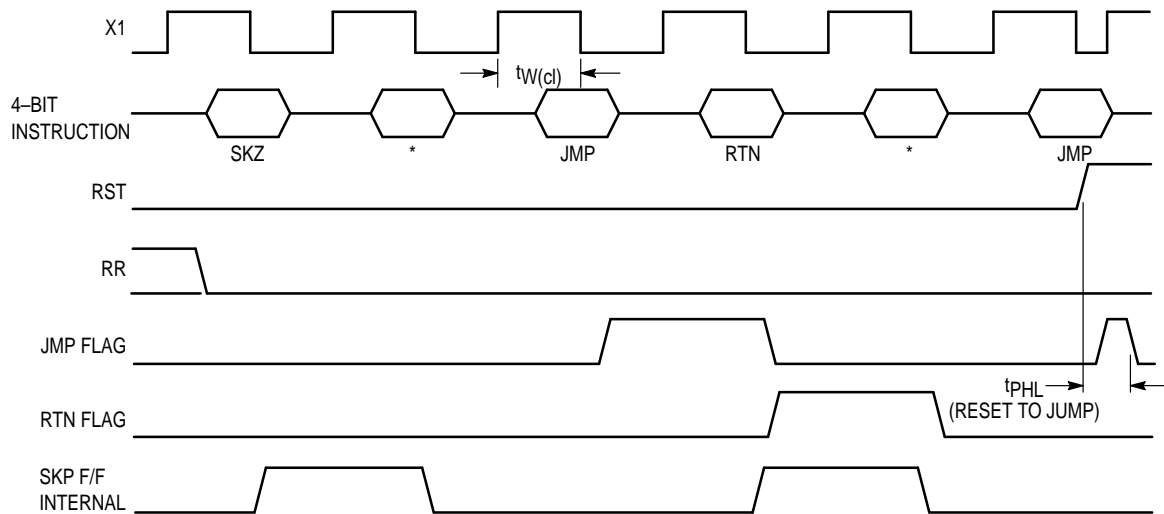 X1
tW(cl)
4–BIT
INSTRUCTION
SKZ
*
JMP
RTN
*
JMP
RST
RR
JMP FLAG
tPHL
(RESET TO JUMP)
RTN FLAG
SKP F/F
INTERNAL